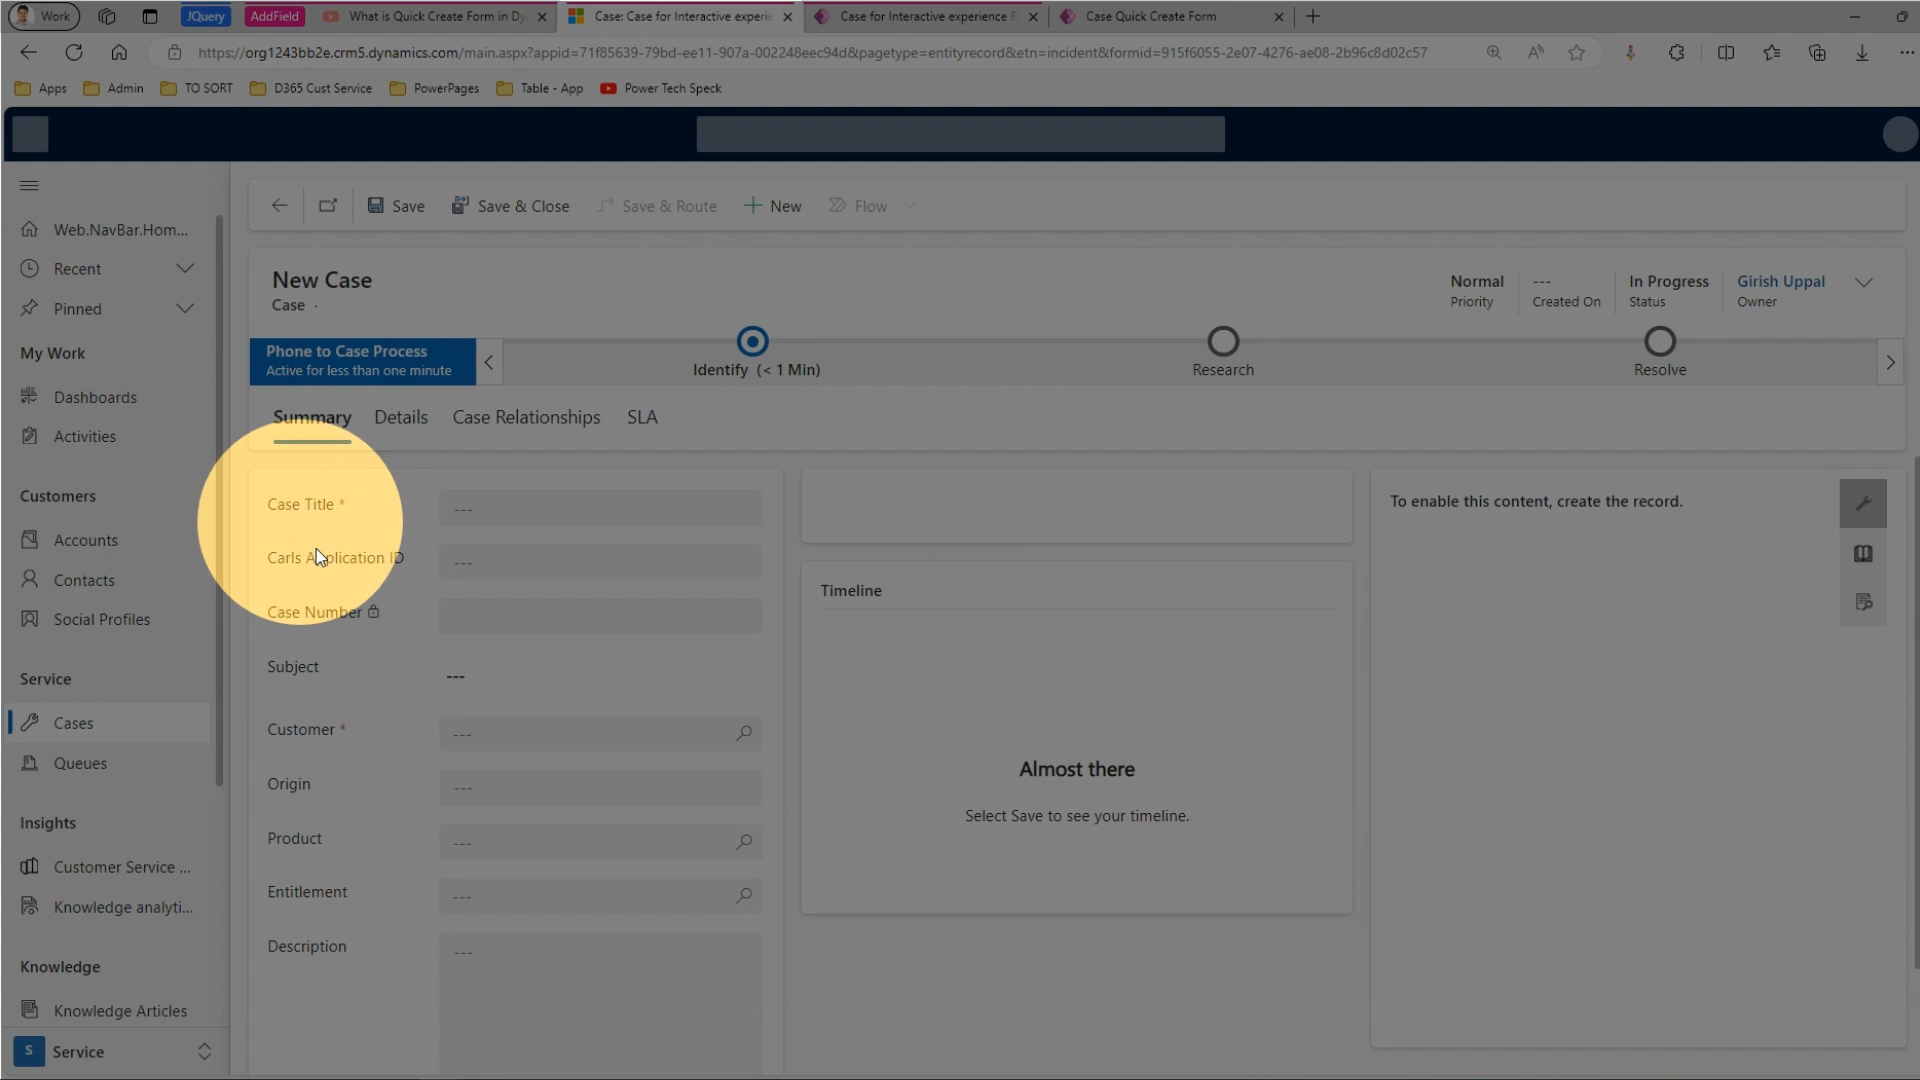 Work
JQuery
AddField
What is Quick Create Form in Dy
Case: Case for Interactive experie
Case for Interactive experience F
Case Quick Create Form
https://org1243bb2e.crm5.dynamics.com/main.aspx?appid=71f85639-79bd-ee11-907a-002248eec94d&pagetype=entityrecord&etn=incident&formid=915f6055-2e07-4276-ae08-2b96c8d02c57
Apps
Admin
TO SORT
D365 Cust Service
PowerPages
Table - App
Power Tech Speck
Web.NavBar.Hom...
Recent
Pinned
My Work
Dashboards
Activities
Customers
Accounts
Contacts
Social Profiles
Service
Cases
Queues
Insights
Customer Service ...
Knowledge analyti...
Knowledge
Knowledge Articles
S Service
Save
Save & Close
Save & Route
New
Flow
New Case
Case ·
Normal
Priority
---
Created On
In Progress
Status
Girish Uppal
Owner
Phone to Case Process
Active for less than one minute
Identify (< 1 Min)
Research
Resolve
Summary
Details
Case Relationships
SLA
Case Title *
---
Carls Application ID
---
Case Number
Subject
---
Customer *
---
Origin
---
Product
---
Entitlement
---
Description
---
Timeline
Almost there
Select Save to see your timeline.
To enable this content, create the record.